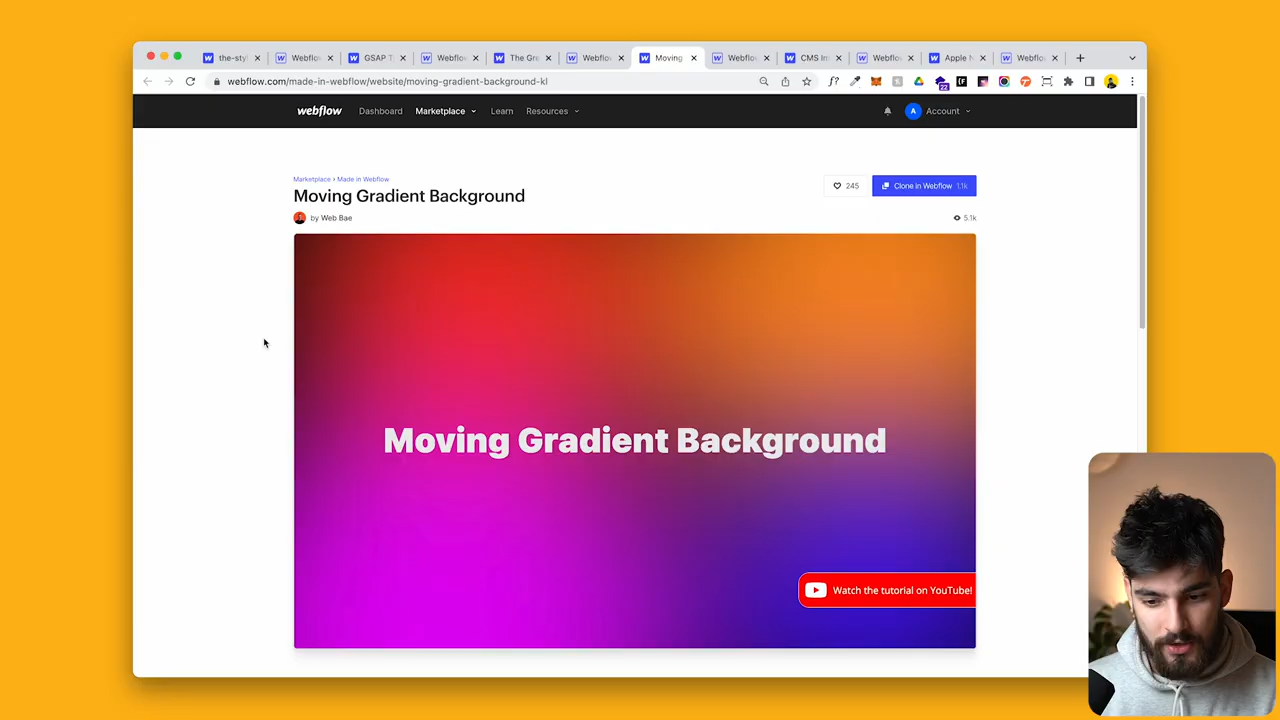 the-sty
Webflo
GSAP T
Webflo
The Gre
Webflo
Moving
Webflo
CMS Im
Webflo
Apple M
Webflo
webflow.com/made-in-webflow/website/moving-gradient-background-kl
f?
22
webflow
Dashboard
Marketplace
Learn
Resources
A
Account
Marketplace > Made in Webflow
Moving Gradient Background
by Web Bae
245
Clone in Webflow 1.1k
5.1k
Moving Gradient Background
Watch the tutorial on YouTube!